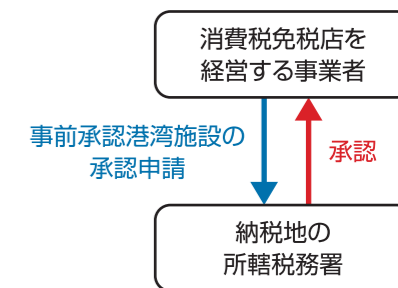 消費税免税店を
経営する事業者
事前承認港湾施設の
承認申請
承認
納税地の
所轄税務署